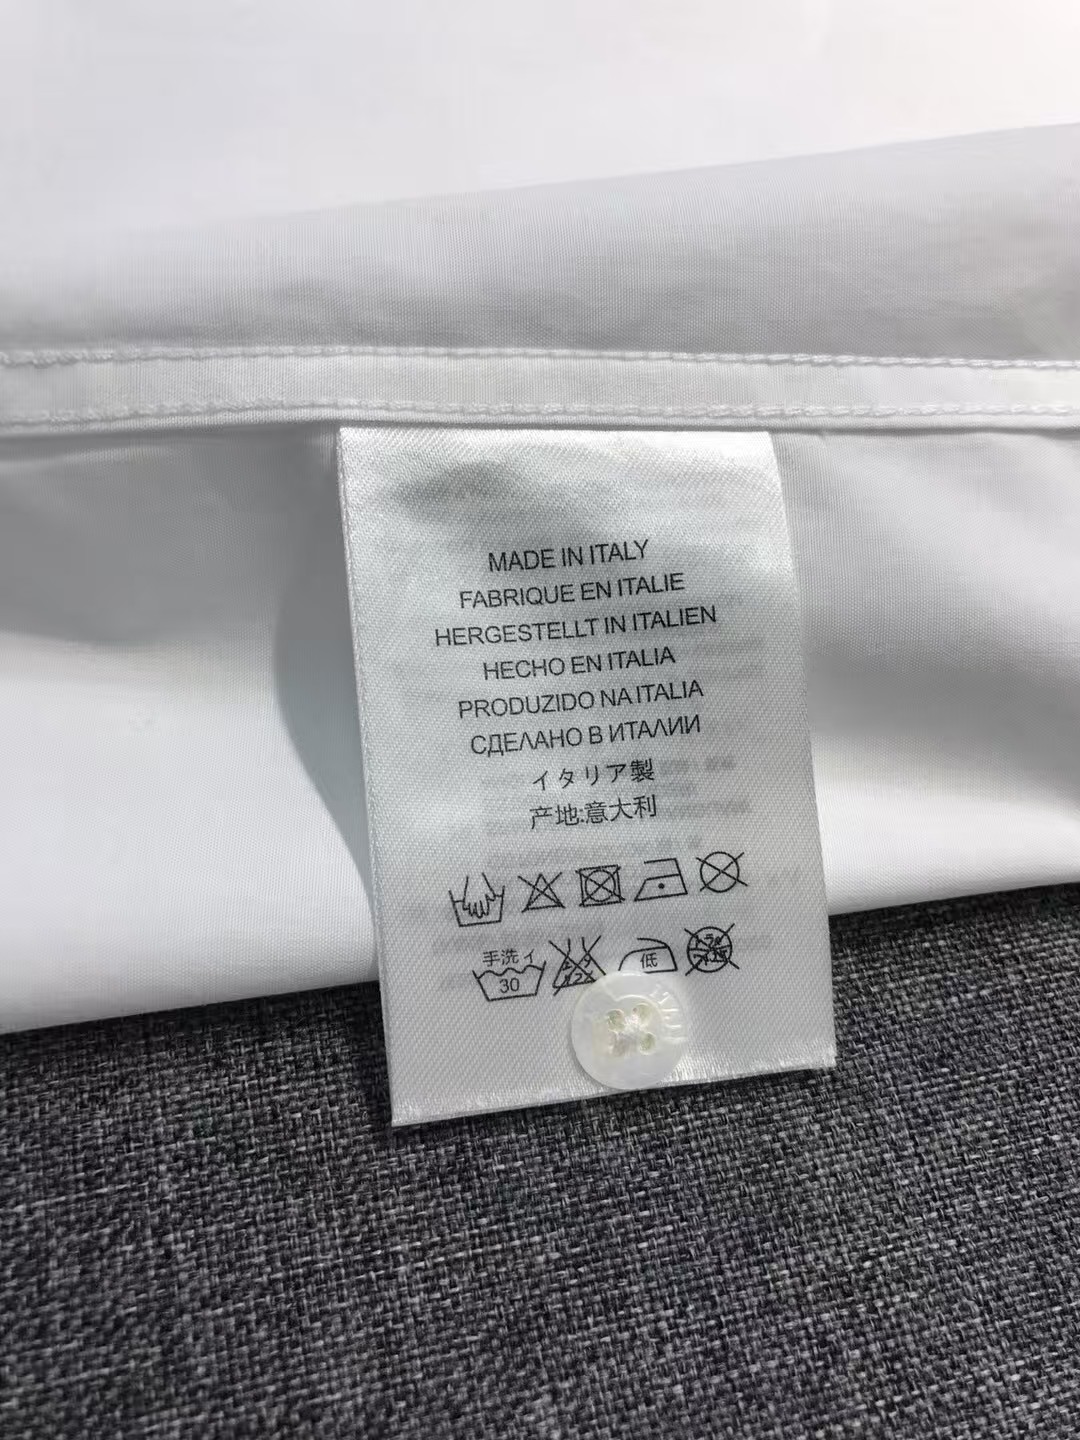 MADE IN ITALY
FABRIQUE EN ITALIE
HERGESTELLT IN ITALIEN
HECHO EN ITALIA
PRODUZIDO NA ITALIA
СДЕЛАНО В ИТАЛИИ
イタリア製
产地:意大利
手洗イ
30
低